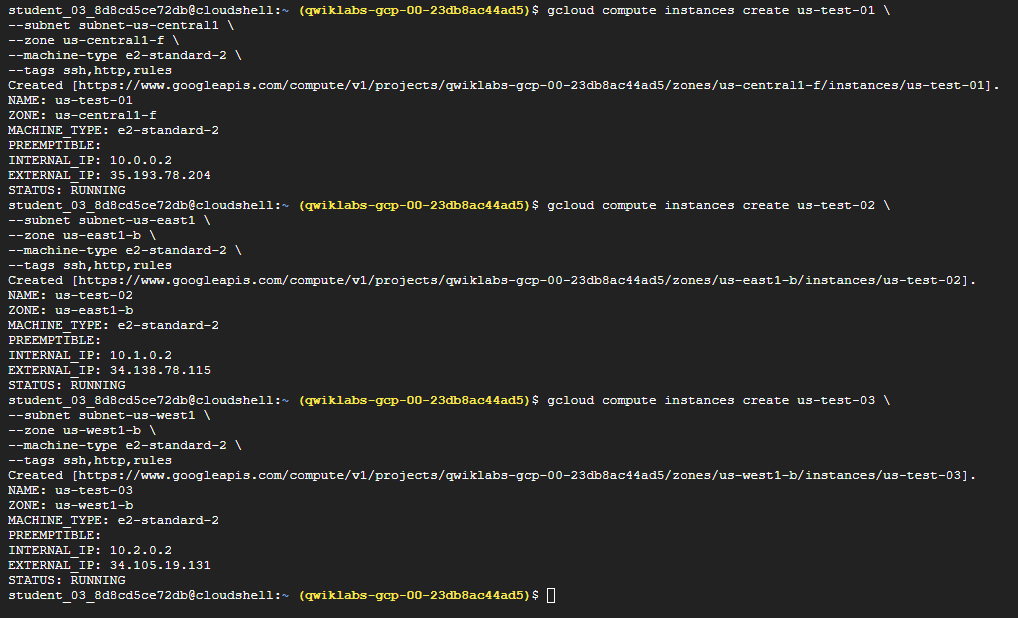 student_03_8d8cd5ce72db@cloudshell:~ (qwiklabs-gcp-00-23db8ac44ad5)$ gcloud compute instances create us-test-01 \
--subnet subnet-us-central1 \
--zone us-central1-f \
--machine-type e2-standard-2 \
--tags ssh,http,rules
Created [https://www.googleapis.com/compute/v1/projects/qwiklabs-gcp-00-23db8ac44ad5/zones/us-central1-f/instances/us-test-01].
NAME: us-test-01
ZONE: us-central1-f
MACHINE_TYPE: e2-standard-2
PREEMPTIBLE:
INTERNAL_IP: 10.0.0.2
EXTERNAL_IP: 35.193.78.204
STATUS: RUNNING
student_03_8d8cd5ce72db@cloudshell:~ (qwiklabs-gcp-00-23db8ac44ad5)$ gcloud compute instances create us-test-02 \
--subnet subnet-us-east1 \
--zone us-east1-b \
--machine-type e2-standard-2 \
--tags ssh,http,rules
Created [https://www.googleapis.com/compute/v1/projects/qwiklabs-gcp-00-23db8ac44ad5/zones/us-east1-b/instances/us-test-02].
NAME: us-test-02
ZONE: us-east1-b
MACHINE_TYPE: e2-standard-2
PREEMPTIBLE:
INTERNAL_IP: 10.1.0.2
EXTERNAL_IP: 34.138.78.115
STATUS: RUNNING
student_03_8d8cd5ce72db@cloudshell:~ (qwiklabs-gcp-00-23db8ac44ad5)$ gcloud compute instances create us-test-03 \
--subnet subnet-us-west1 \
--zone us-west1-b \
--machine-type e2-standard-2 \
--tags ssh,http,rules
Created [https://www.googleapis.com/compute/v1/projects/qwiklabs-gcp-00-23db8ac44ad5/zones/us-west1-b/instances/us-test-03].
NAME: us-test-03
ZONE: us-west1-b
MACHINE_TYPE: e2-standard-2
PREEMPTIBLE:
INTERNAL_IP: 10.2.0.2
EXTERNAL_IP: 34.105.19.131
STATUS: RUNNING
student_03_8d8cd5ce72db@cloudshell:~ (qwiklabs-gcp-00-23db8ac44ad5)$